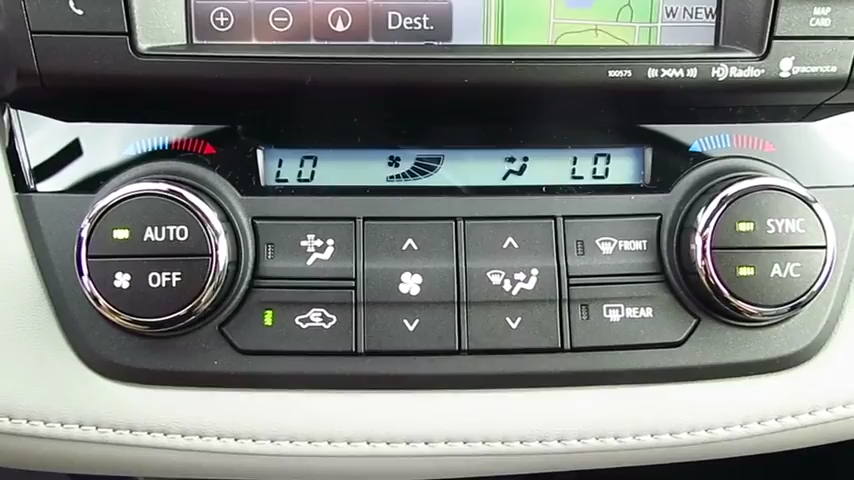 Dest.
W NEW
MAP
CARD
100575 ((XM)) HD Radio gracenote
LO LO
AUTO
OFF
FRONT
REAR
SYNC
A/C